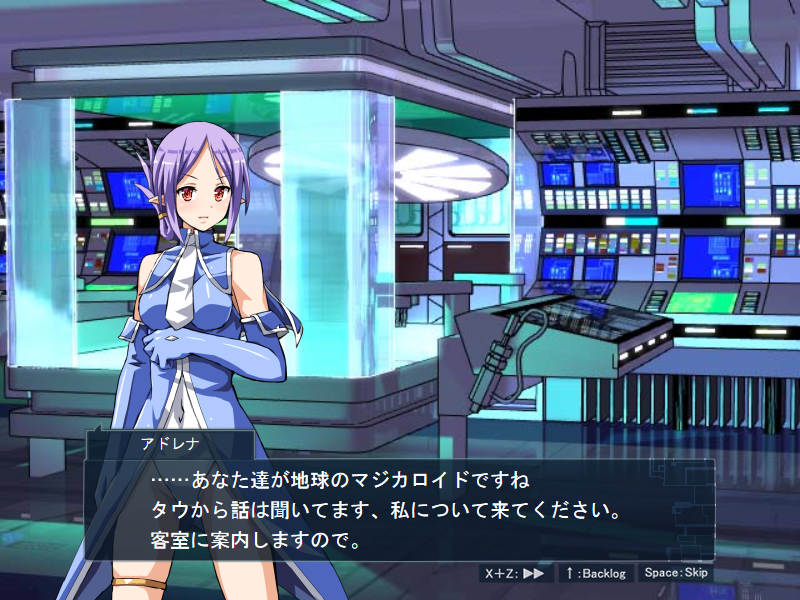 アドレナ
……あなた達が地球のマジカロイドですね
タウから話は聞いてます、私について来てください。
客室に案内しますので。
X+Z:▶▶ ↑:Backlog Space:Skip